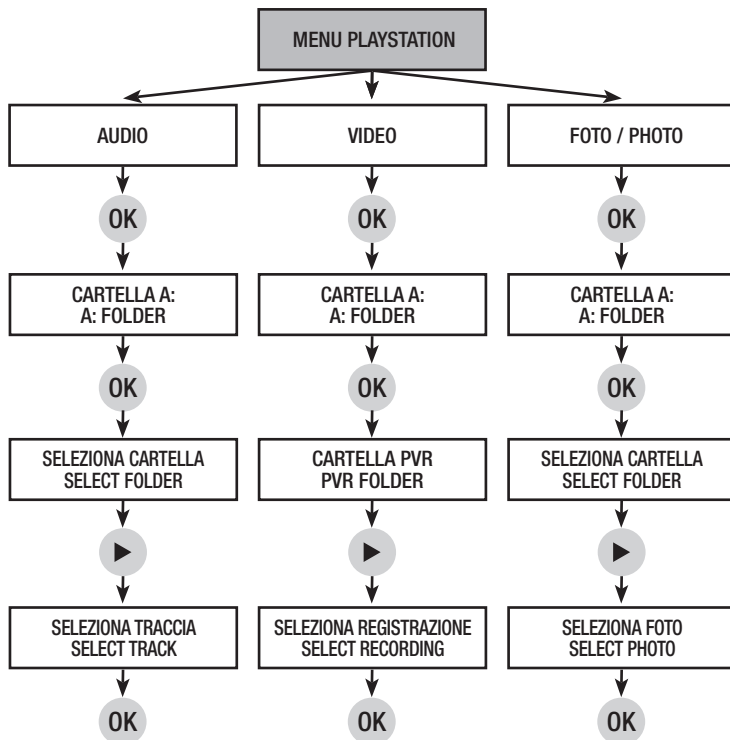 MENU PLAYSTATION
AUDIO
VIDEO
FOTO / PHOTO
OK
OK
OK
CARTELLA A:
A: FOLDER
CARTELLA A:
A: FOLDER
CARTELLA A:
A: FOLDER
OK
OK
OK
SELEZIONA CARTELLA
SELECT FOLDER
CARTELLA PVR
PVR FOLDER
SELEZIONA CARTELLA
SELECT FOLDER
SELEZIONA TRACCIA
SELECT TRACK
SELEZIONA REGISTRAZIONE
SELECT RECORDING
SELEZIONA FOTO
SELECT PHOTO
OK
OK
OK